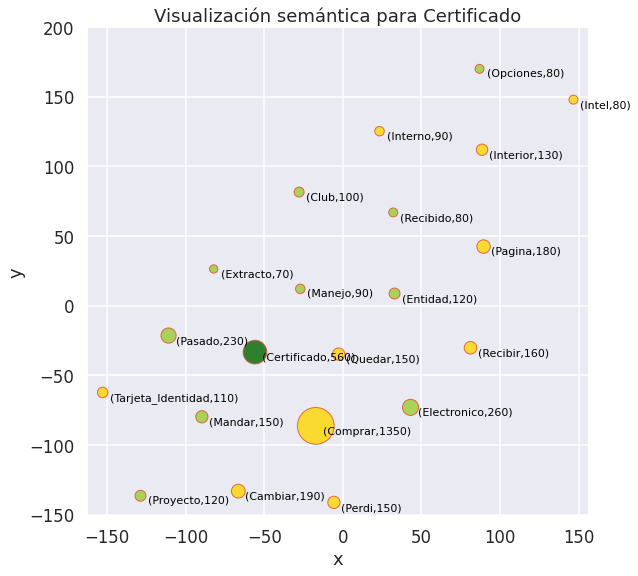 Visualización semántica para Certificado
200
150
100
50
0
−50
−100
−150
y
(Opciones,80)
(Intel,80)
(Interno,90)
(Interior,130)
(Club,100)
(Recibido,80)
(Pagina,180)
(Extracto,70)
(Manejo,90)
(Entidad,120)
(Pasado,230)
(Certificado,560)
(Quedar,150)
(Recibir,160)
(Tarjeta_Identidad,110)
(Mandar,150)
(Electronico,260)
(Comprar,1350)
(Proyecto,120)
(Cambiar,190)
(Perdi,150)
−150 −100 −50 0 50 100 150
x